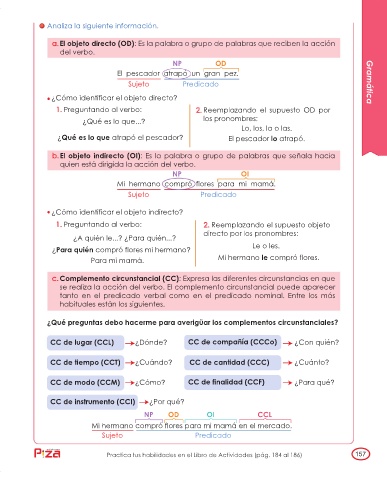 Analiza la siguiente información.
a. El objeto directo (OD): Es la palabra o grupo de palabras que reciben la acción
del verbo.
NP OD
El pescador atrapó un gran pez.
Sujeto Predicado
¿Cómo identificar el objeto directo?
1. Preguntando al verbo:
¿Qué es lo que...?
¿Qué es lo que atrapó el pescador?
2. Reemplazando el supuesto OD por
los pronombres:
Lo, los, la o las.
El pescador lo atrapó.
b. El objeto indirecto (OI): Es la palabra o grupo de palabras que señala hacia
quien está dirigida la acción del verbo.
NP OI
Mi hermano compró flores para mi mamá.
Sujeto Predicado
¿Cómo identificar el objeto indirecto?
1. Preguntando al verbo:
¿A quién le...? ¿Para quién...?
¿Para quién compró flores mi hermano?
Para mi mamá.
2. Reemplazando el supuesto objeto
directo por los pronombres:
Le o les.
Mi hermano le compró flores.
c. Complemento circunstancial (CC): Expresa las diferentes circunstancias en que
se realiza la acción del verbo. El complemento circunstancial puede aparecer
tanto en el predicado verbal como en el predicado nominal. Entre los más
habituales están los siguientes.
¿Qué preguntas debo hacerme para averigüar los complementos circunstanciales?
CC de lugar (CCL) ¿Dónde? CC de compañía (CCCo) ¿Con quién?
CC de tiempo (CCT) ¿Cuándo? CC de cantidad (CCC) ¿Cuánto?
CC de modo (CCM) ¿Cómo? CC de finalidad (CCF) ¿Para qué?
CC de instrumento (CCI) ¿Por qué?
NP OD OI CCL
Mi hermano compró flores para mi mamá en el mercado.
Sujeto Predicado
Practica tus habilidades en el Libro de Actividades (pág. 184 al 186)
157
Gramática